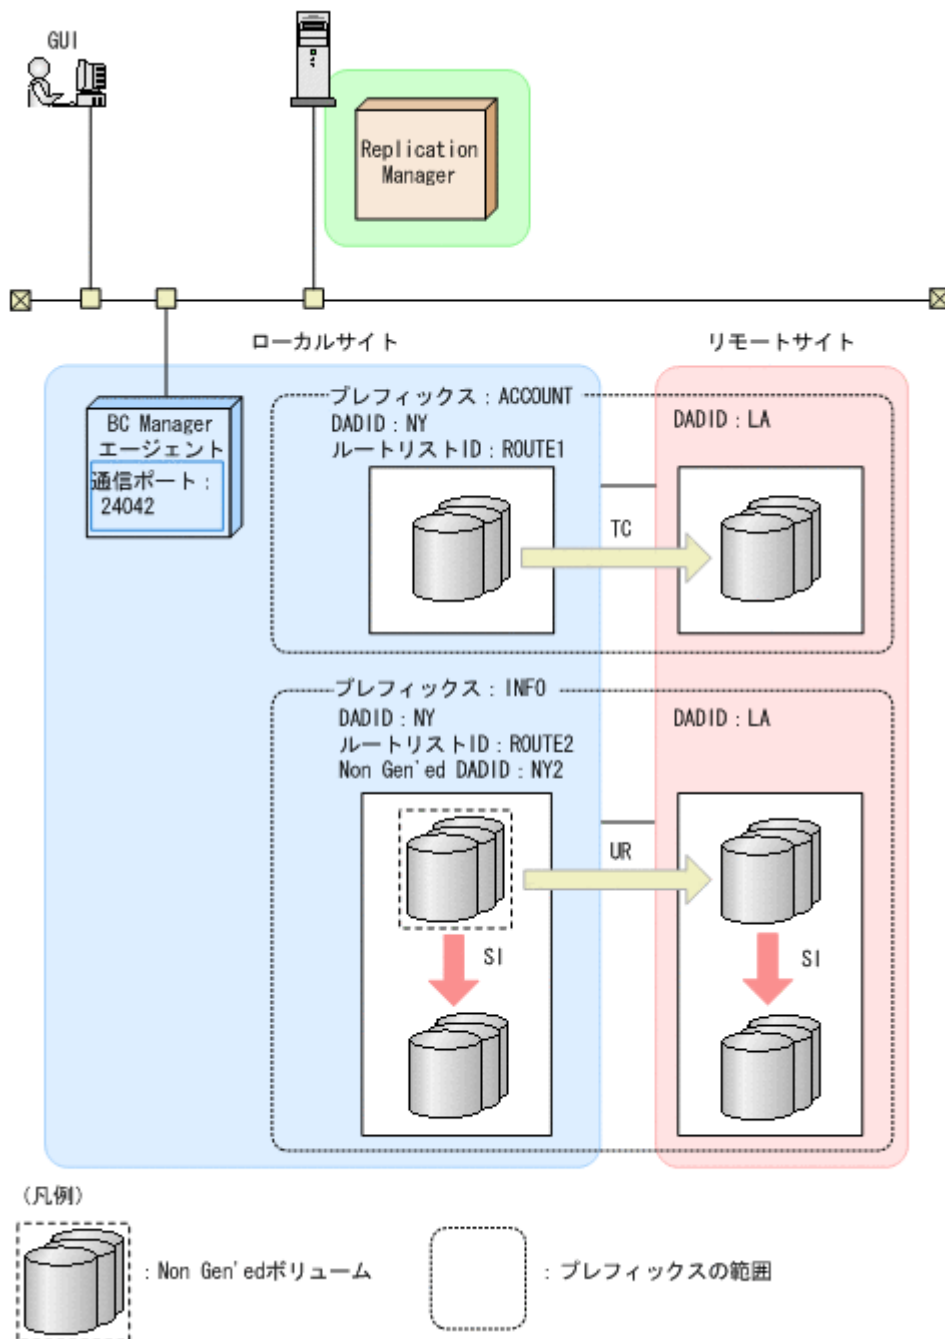 GUI
Replication
Manager
ローカルサイト
リモートサイト
BC Manager
エージェント
通信ポート：
24042
プレフィックス：ACCOUNT
DADID：NY
ルートリストID：ROUTE1
DADID：LA
TC
プレフィックス：INFO
DADID：NY
ルートリストID：ROUTE2
Non Gen'ed DADID：NY2
DADID：LA
UR
SI
SI
（凡例）
：Non Gen'edボリューム
：プレフィックスの範囲